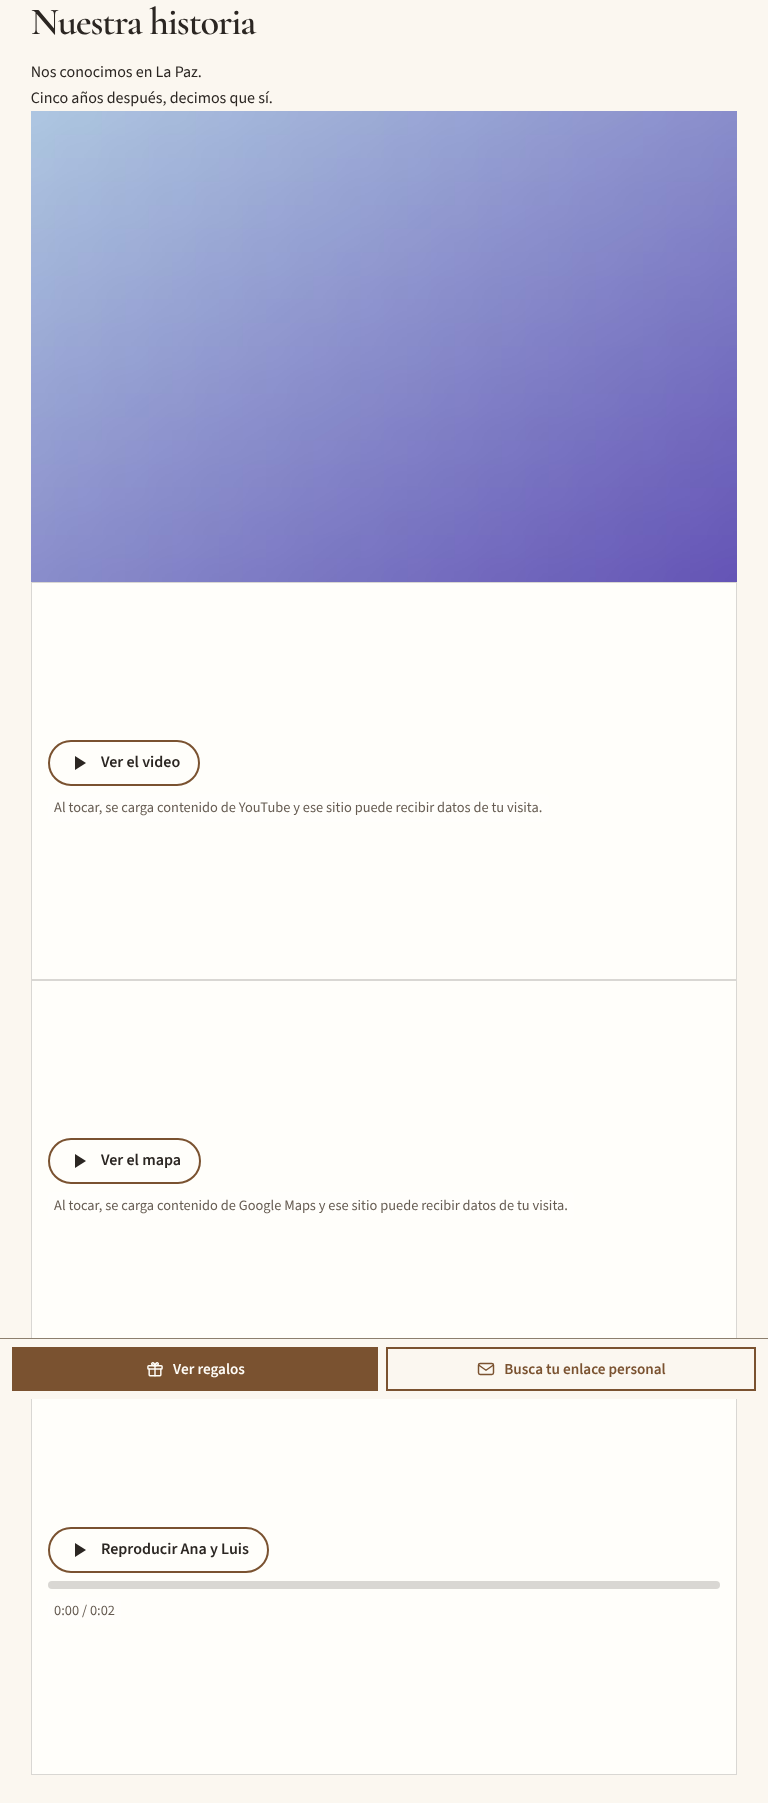 Nuestra historia
Nos conocimos en La Paz.
Cinco años después, decimos que sí.
Ver el video
Al tocar, se carga contenido de YouTube y ese sitio puede recibir datos de tu visita.
Ver el mapa
Al tocar, se carga contenido de Google Maps y ese sitio puede recibir datos de tu visita.
Ver regalos
Busca tu enlace personal
Reproducir Ana y Luis
0:00 / 0:02